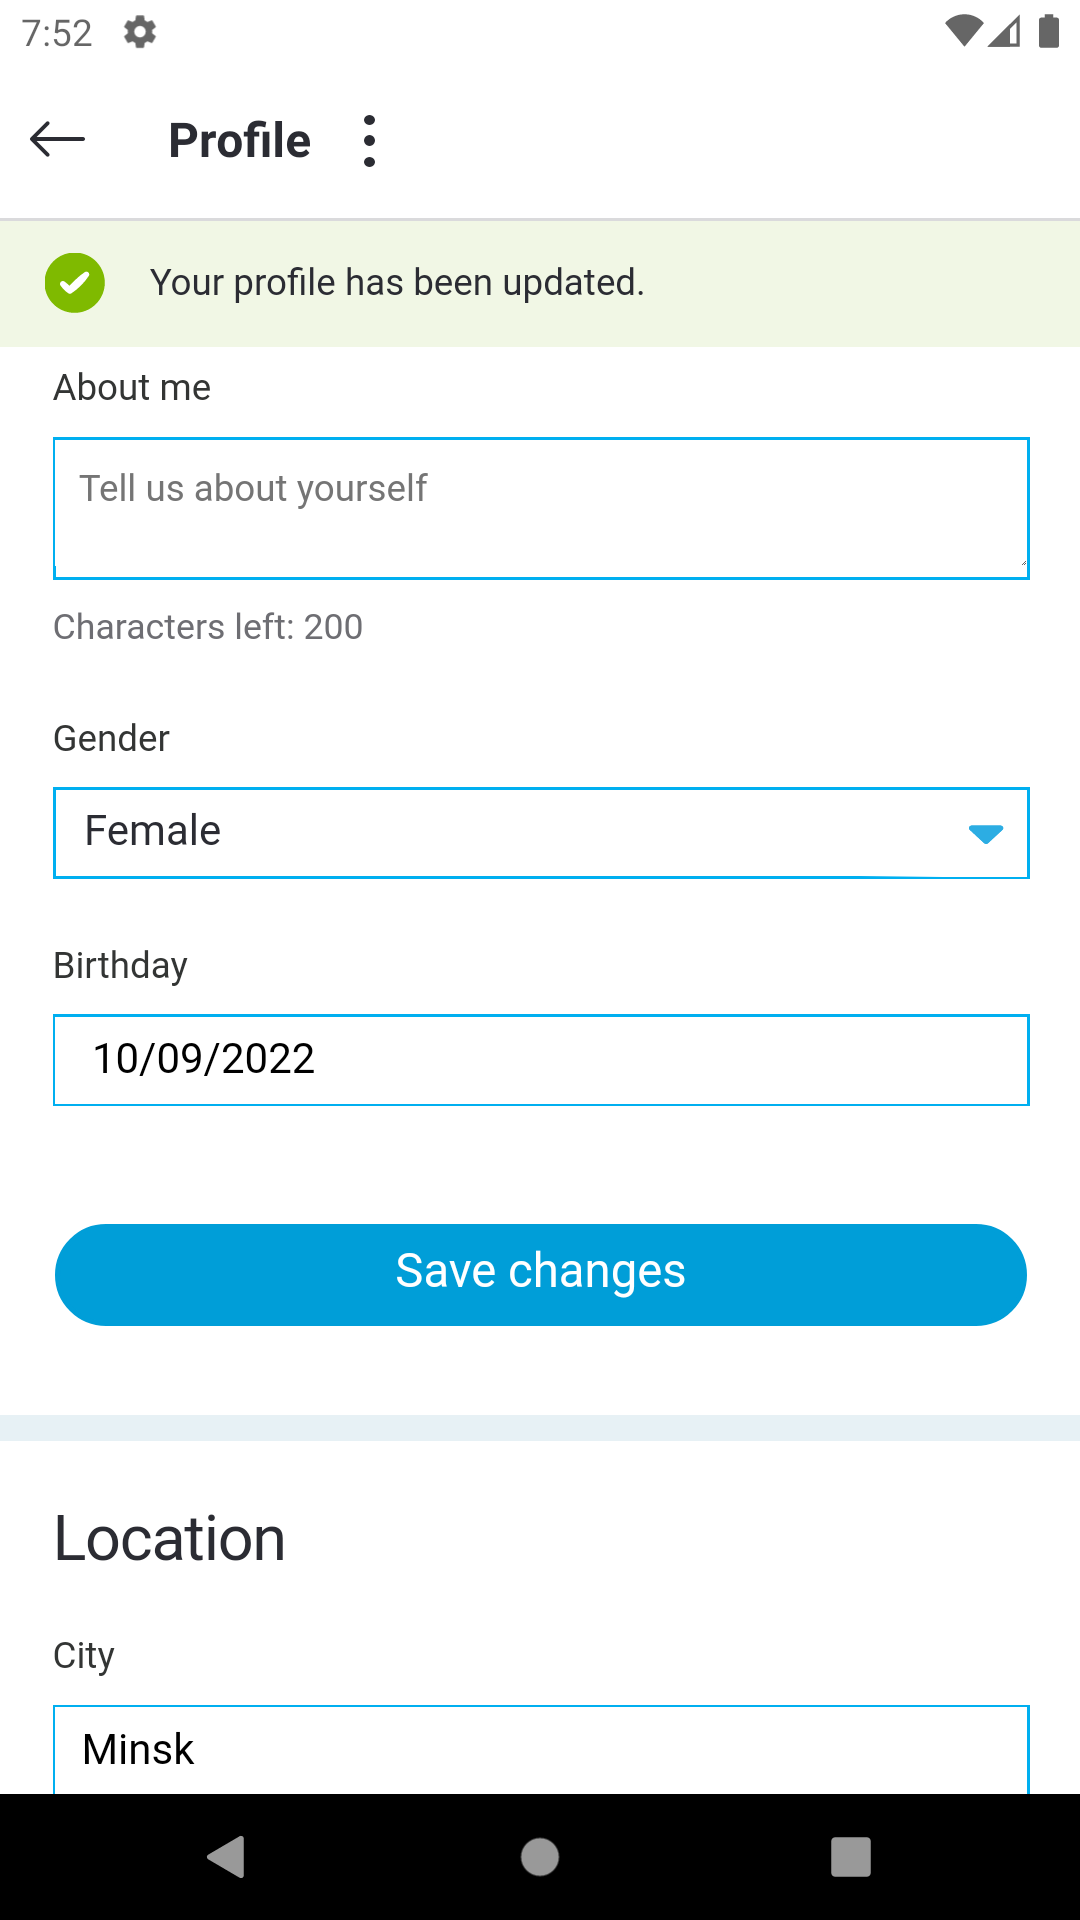 7:52
Profile
Your profile has been updated.
About me
Tell us about yourself
Characters left: 200
Gender
Female
Birthday
10/09/2022
Save changes
Location
City
Minsk